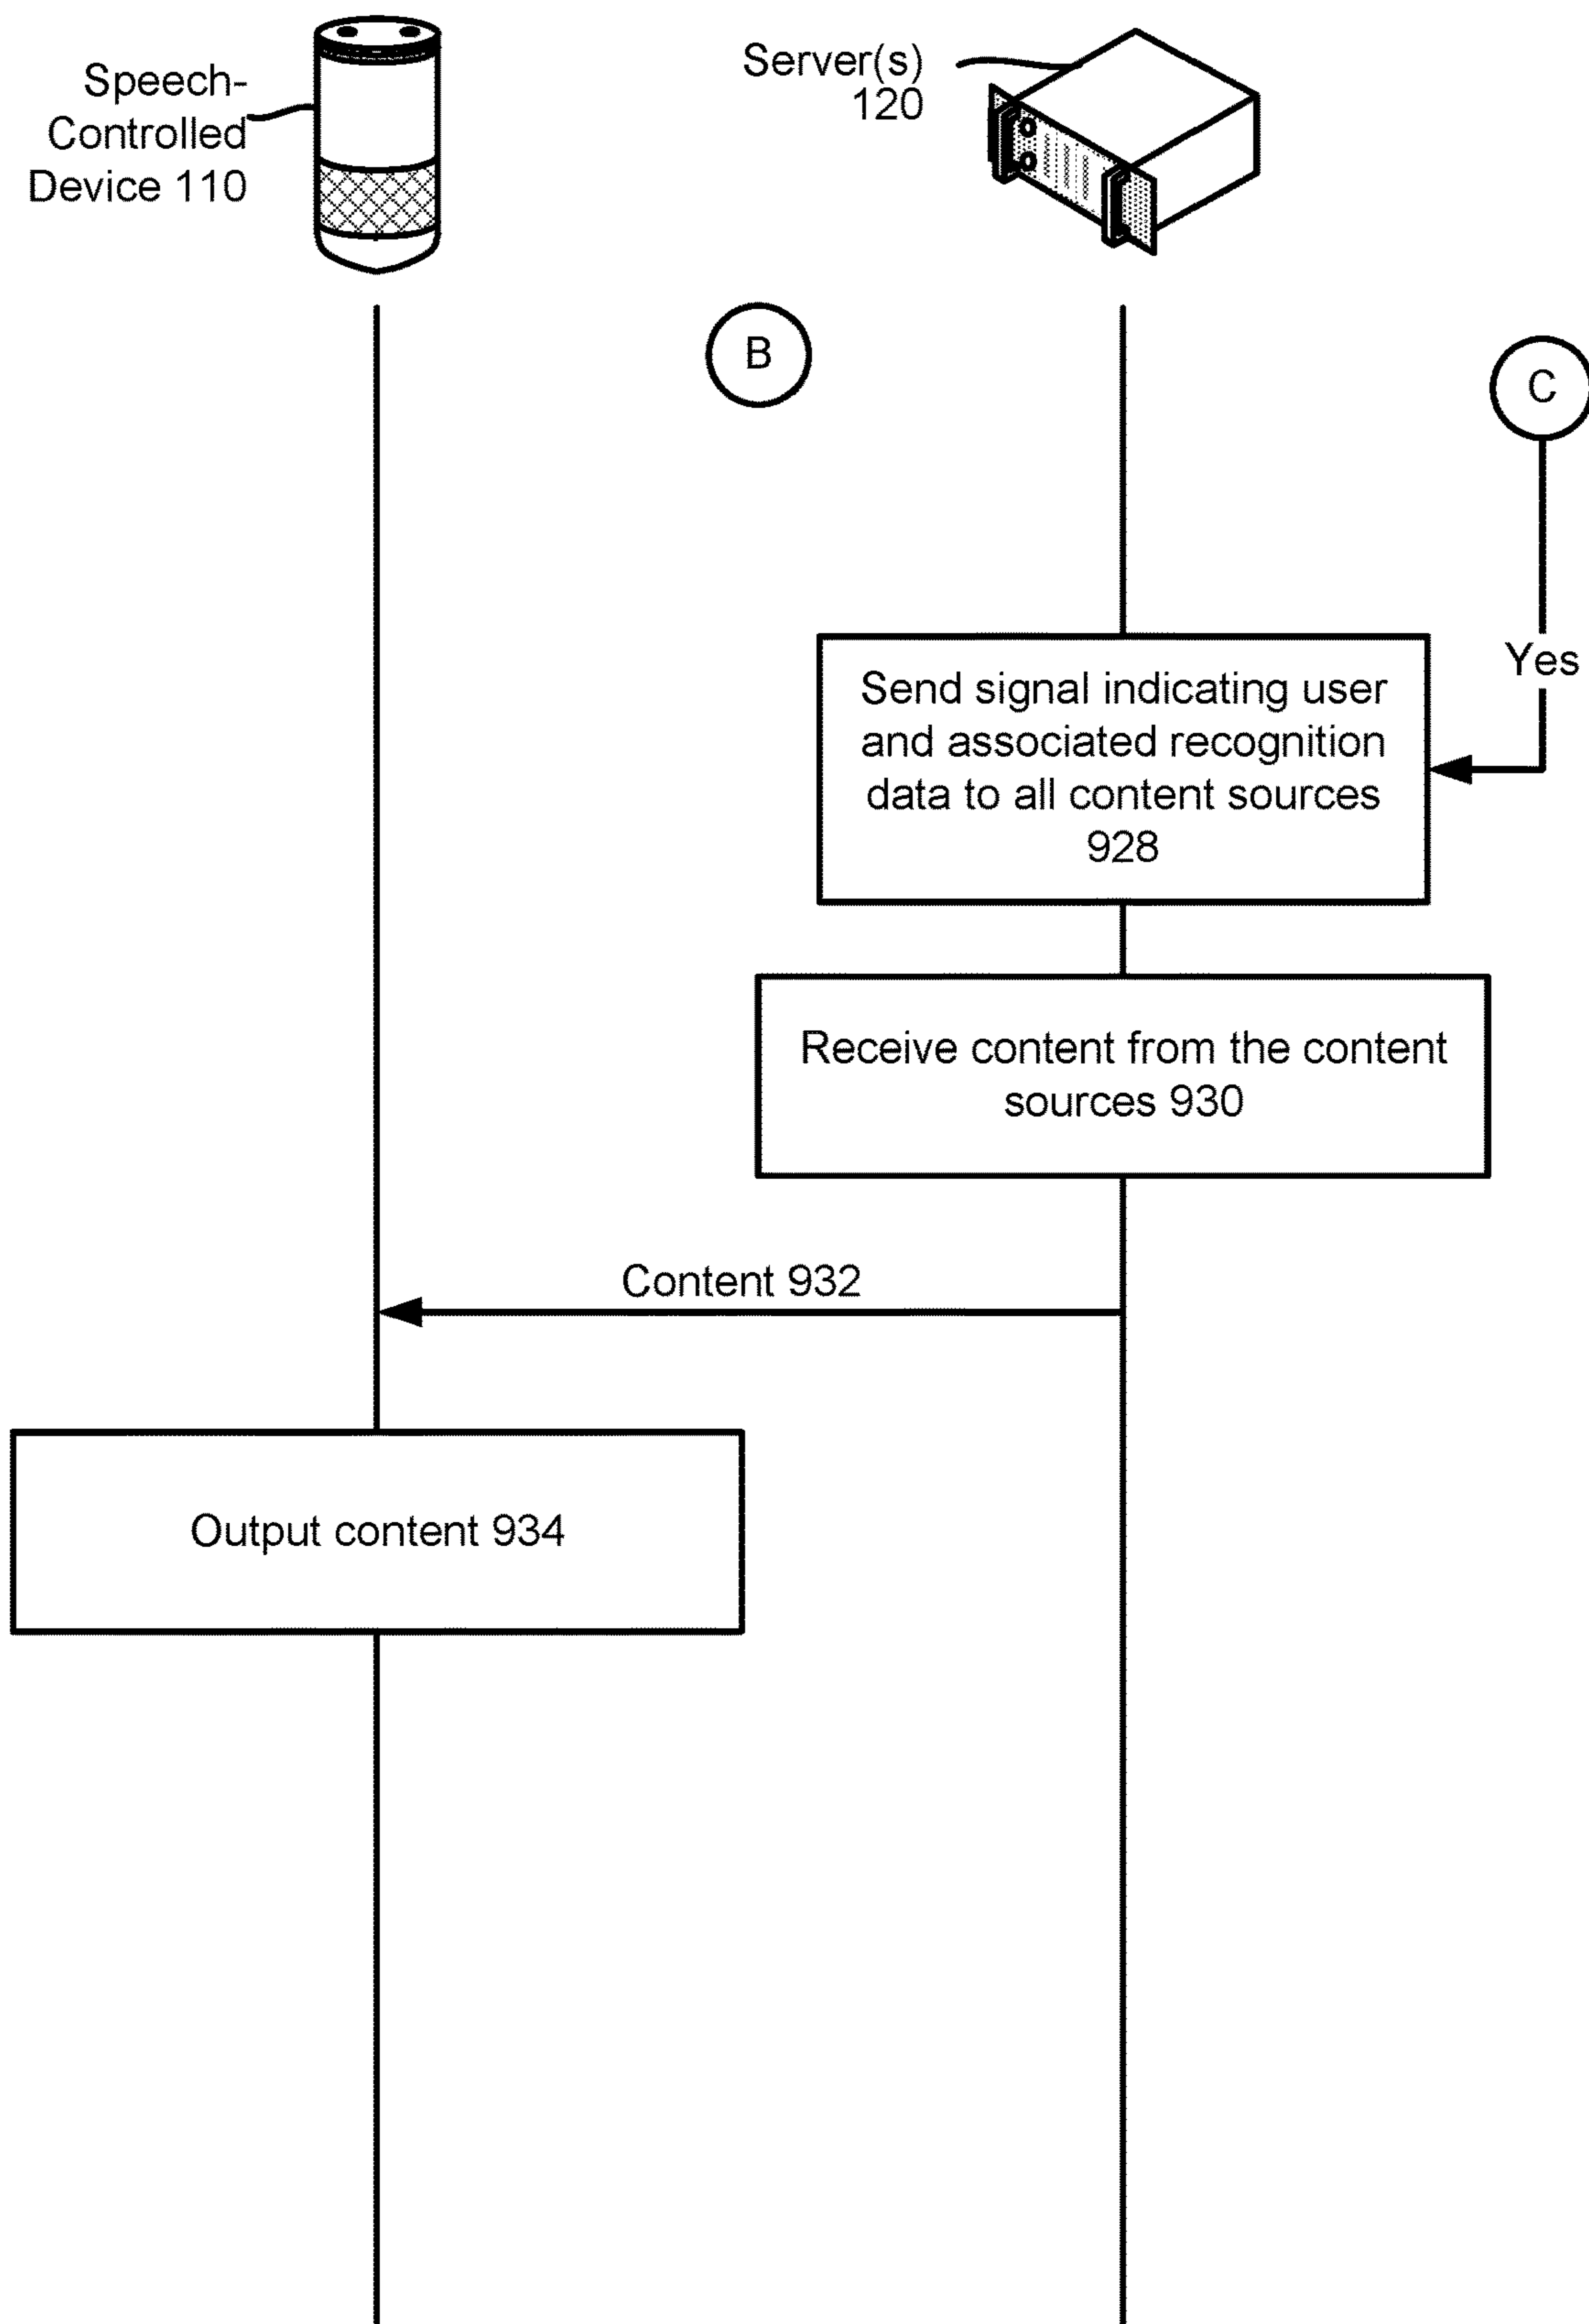 Speech-
Controlled
Device 110
Server(s)
120
B
C
Yes
Send signal indicating user
and associated recognition
data to all content sources
928
Receive content from the content
sources 930
Content 932
Output content 934